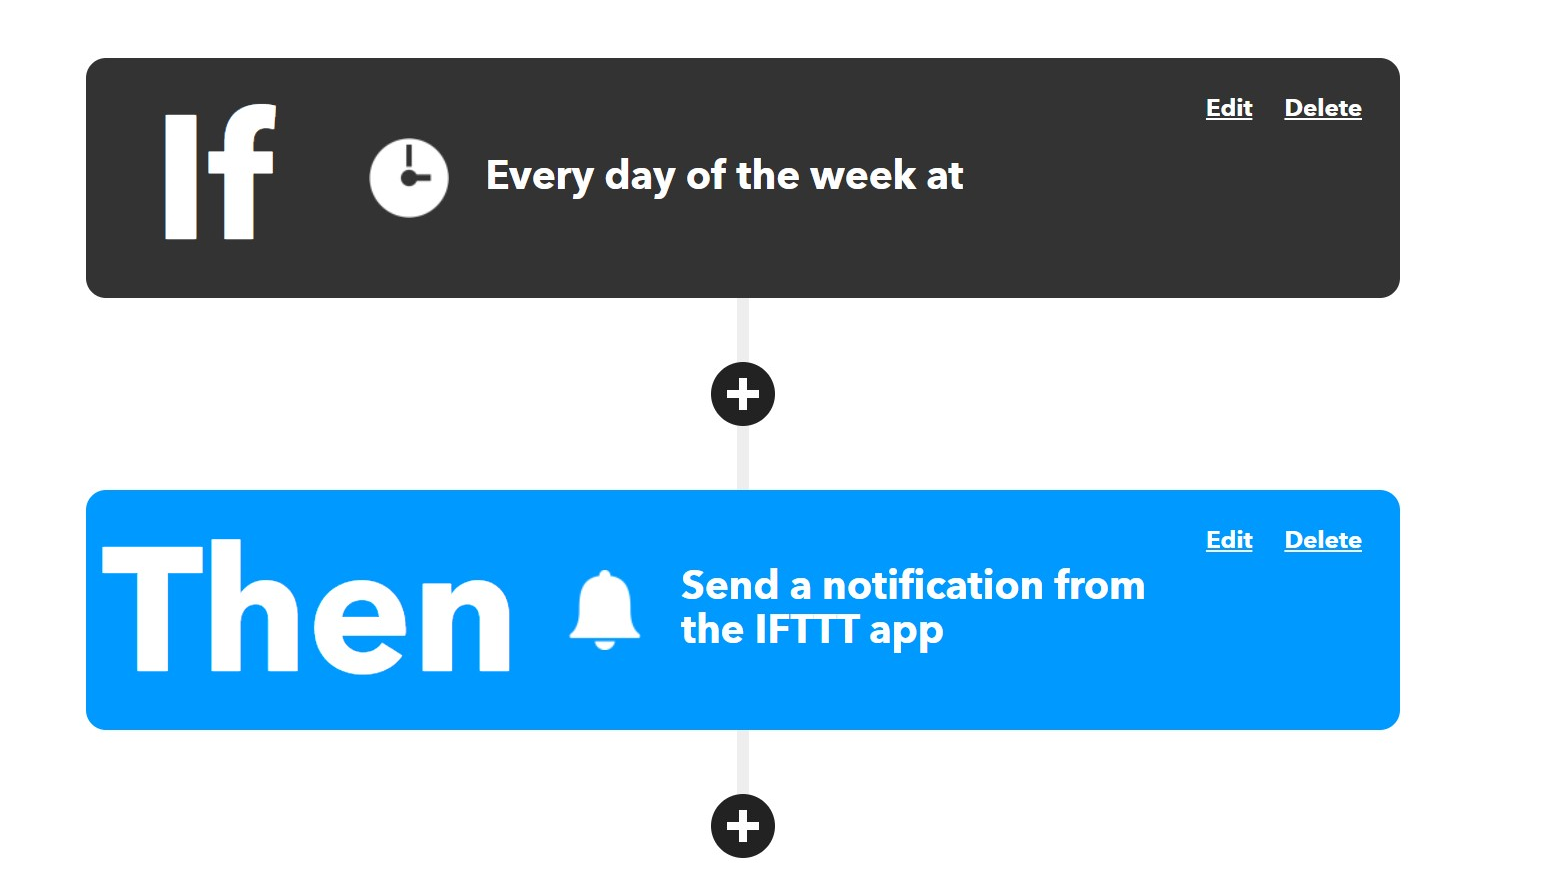 If
Every day of the week at
Edit Delete
Then
Send a notification from
the IFTTT app
Edit Delete